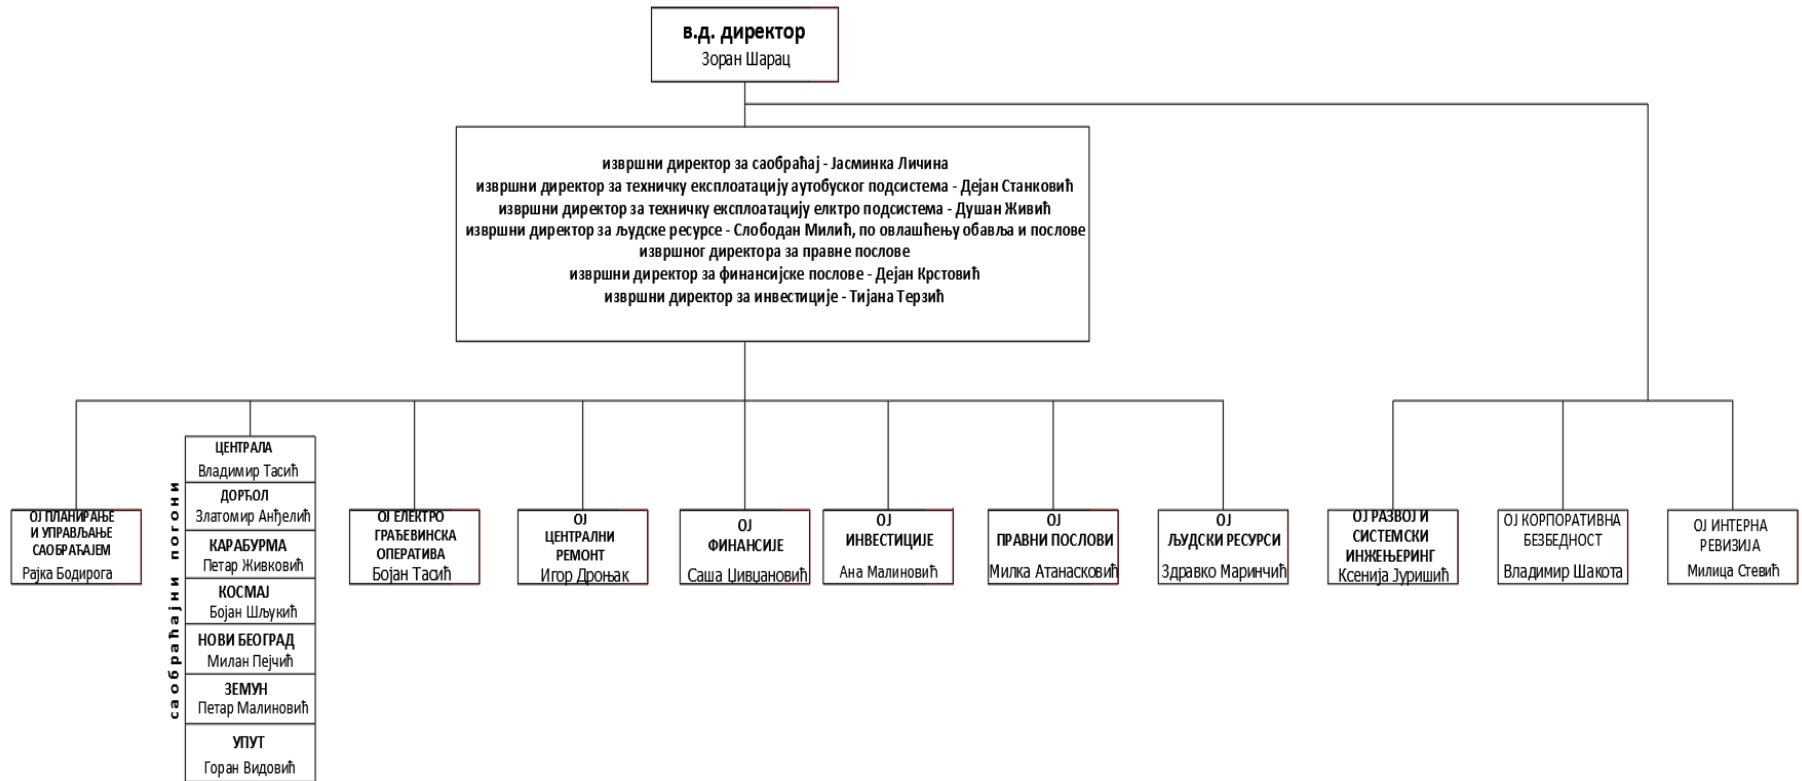 в.д. директор
Зоран Шарац
извршни директор за саобраћај - Јасминка Личина
извршни директор за техничку експлоатацију аутобуског подсистема - Дејан Станковић
извршни директор за техничку експлоатацију елктро подсистема - Душан Живић
извршни директор за људске ресурсе - Слободан Милић, по овлашћењу обавља и послове
извршног директора за правне послове
извршни директор за финансијске послове - Дејан Крстовић
извршни директор за инвестиције - Тијана Терзић
ОЈ ПЛАНИРАЊЕ
И УПРАВЉАЊЕ
САОБРАЋАЈЕМ
Рајка Бодирога
саобраћајни погони
ЦЕНТРАЛА
Владимир Тасић
ДОРЋОЛ
Златомир Анђелић
КАРАБУРМА
Петар Живковић
КОСМАЈ
Бојан Шљукић
НОВИ БЕОГРАД
Милан Пејчић
ЗЕМУН
Петар Малиновић
УПУТ
Горан Видовић
ОЈ ЕЛЕКТРО
ГРАЂЕВИНСКА
ОПЕРАТИВА
Бојан Тасић
ОЈ
ЦЕНТРАЛНИ
РЕМОНТ
Игор Дроњак
ОЈ
ФИНАНСИЈЕ
Саша Цивцановић
ОЈ
ИНВЕСТИЦИЈЕ
Ана Малиновић
ОЈ
ПРАВНИ ПОСЛОВИ
Милка Атанасковић
ОЈ
ЉУДСКИ РЕСУРСИ
Здравко Маринчић
ОЈ РАЗВОЈ И
СИСТЕМСКИ
ИНЖЕЊЕРИНГ
Ксенија Јуришић
ОЈ КОРПОРАТИВНА
БЕЗБЕДНОСТ
Владимир Шакота
ОЈ ИНТЕРНА
РЕВИЗИЈА
Милица Стевић